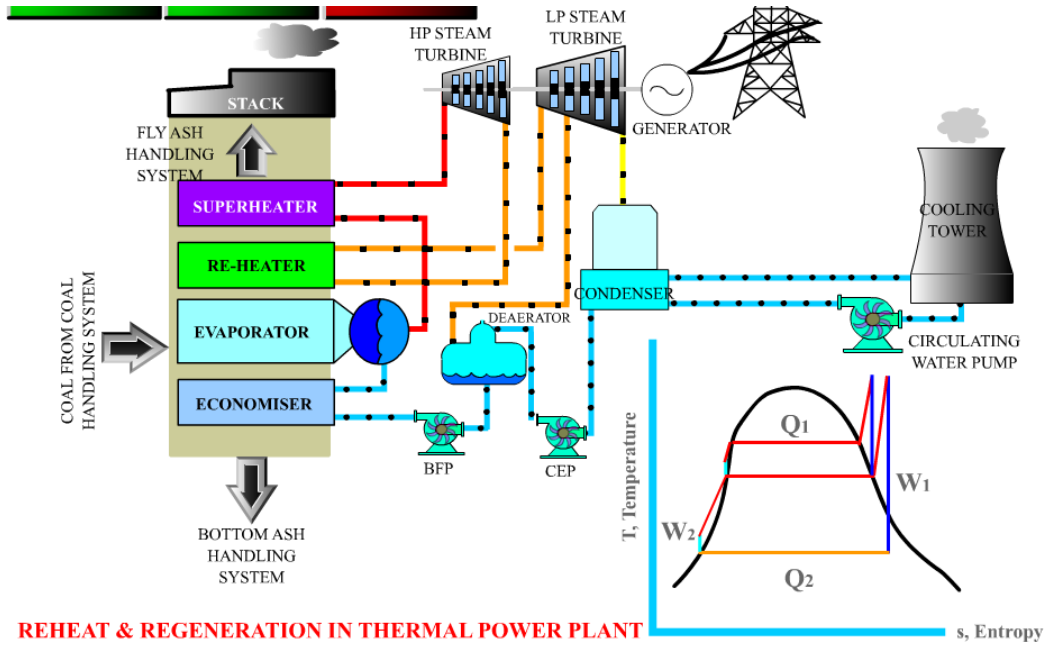 HP STEAM
TURBINE
LP STEAM
TURBINE
STACK
GENERATOR
FLY ASH
HANDLING
SYSTEM
SUPERHEATER
COOLING
TOWER
RE-HEATER
CONDENSER
COAL FROM COAL
HANDLING SYSTEM
EVAPORATOR
DEAERATOR
CIRCULATING
WATER PUMP
ECONOMISER
BFP
CEP
BOTTOM ASH
HANDLING
SYSTEM
T, Temperature
Q1
W1
W2
Q2
s, Entropy
REHEAT & REGENERATION IN THERMAL POWER PLANT